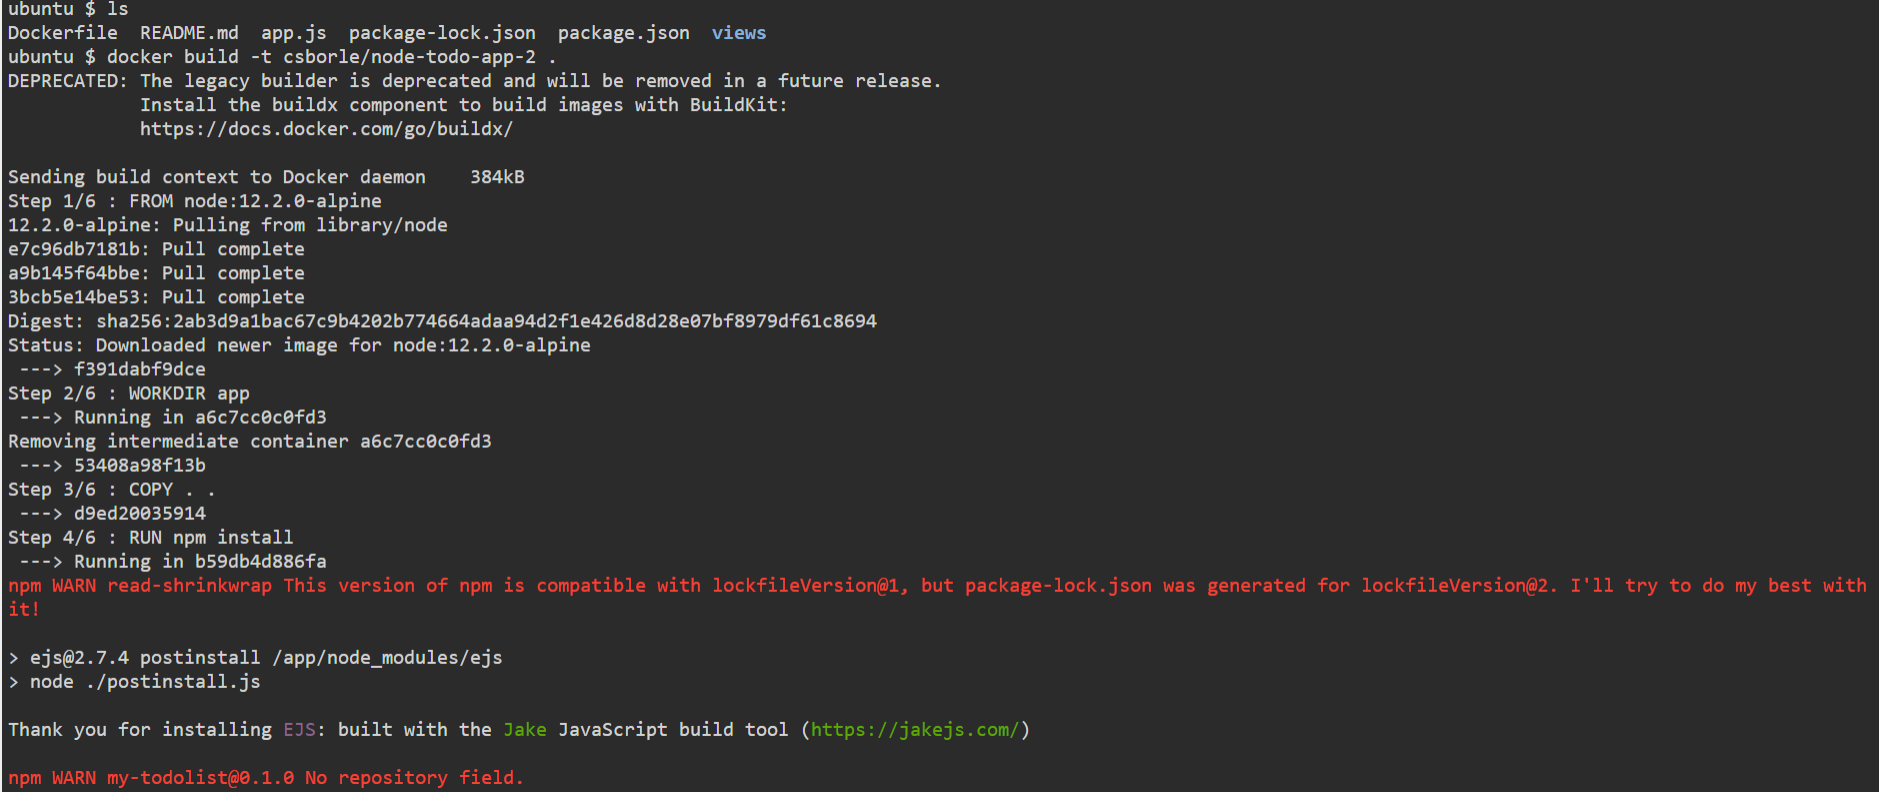 ubuntu $ ls
Dockerfile  README.md  app.js  package-lock.json  package.json  views
ubuntu $ docker build -t csborle/node-todo-app-2 .
DEPRECATED: The legacy builder is deprecated and will be removed in a future release.
            Install the buildx component to build images with BuildKit:
            https://docs.docker.com/go/buildx/

Sending build context to Docker daemon    384kB
Step 1/6 : FROM node:12.2.0-alpine
12.2.0-alpine: Pulling from library/node
e7c96db7181b: Pull complete
a9b145f64bbe: Pull complete
3bcb5e14be53: Pull complete
Digest: sha256:2ab3d9a1bac67c9b4202b774664adaa94d2f1e426d8d28e07bf8979df61c8694
Status: Downloaded newer image for node:12.2.0-alpine
 ---> f391dabf9dce
Step 2/6 : WORKDIR app
 ---> Running in a6c7cc0c0fd3
Removing intermediate container a6c7cc0c0fd3
 ---> 53408a98f13b
Step 3/6 : COPY . .
 ---> d9ed20035914
Step 4/6 : RUN npm install
 ---> Running in b59db4d886fa
npm WARN read-shrinkwrap This version of npm is compatible with lockfileVersion@1, but package-lock.json was generated for lockfileVersion@2. I'll try to do my best with
it!

> ejs@2.7.4 postinstall /app/node_modules/ejs
> node ./postinstall.js

Thank you for installing EJS: built with the Jake JavaScript build tool (https://jakejs.com/)

npm WARN my-todolist@0.1.0 No repository field.